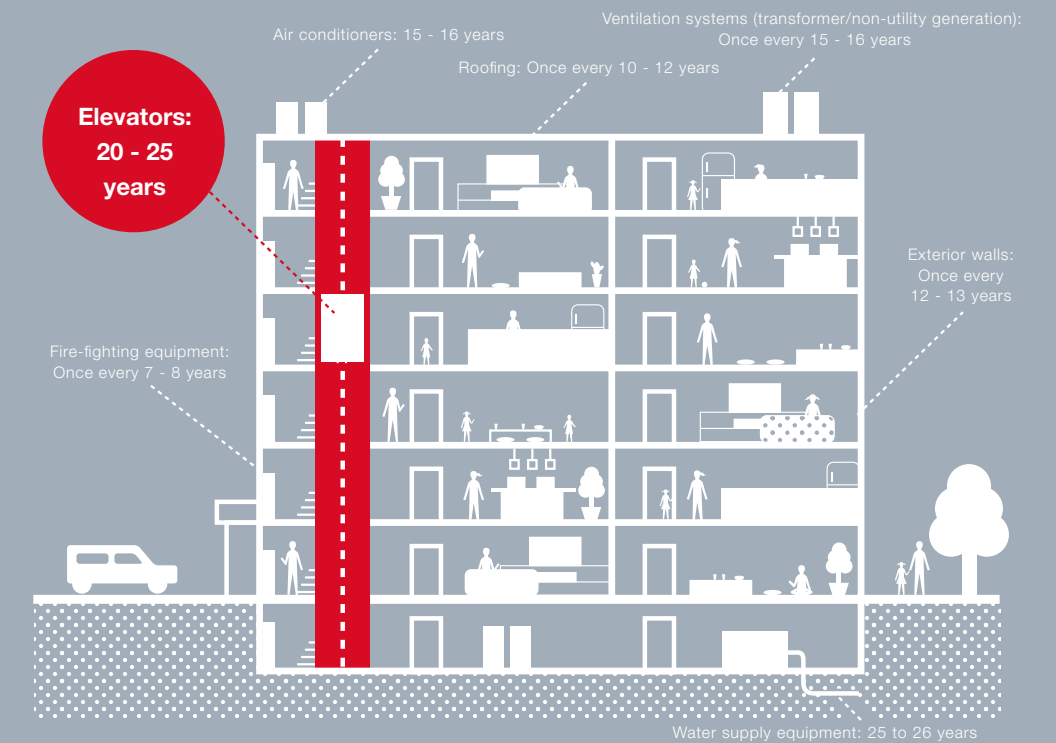 Ventilation systems (transformer/non-utility generation):
Once every 15 - 16 years
Air conditioners: 15 - 16 years
Roofing: Once every 10 - 12 years
Elevators:
20 - 25
years
Exterior walls:
Once every
12 - 13 years
Fire-fighting equipment:
Once every 7 - 8 years
Water supply equipment: 25 to 26 years